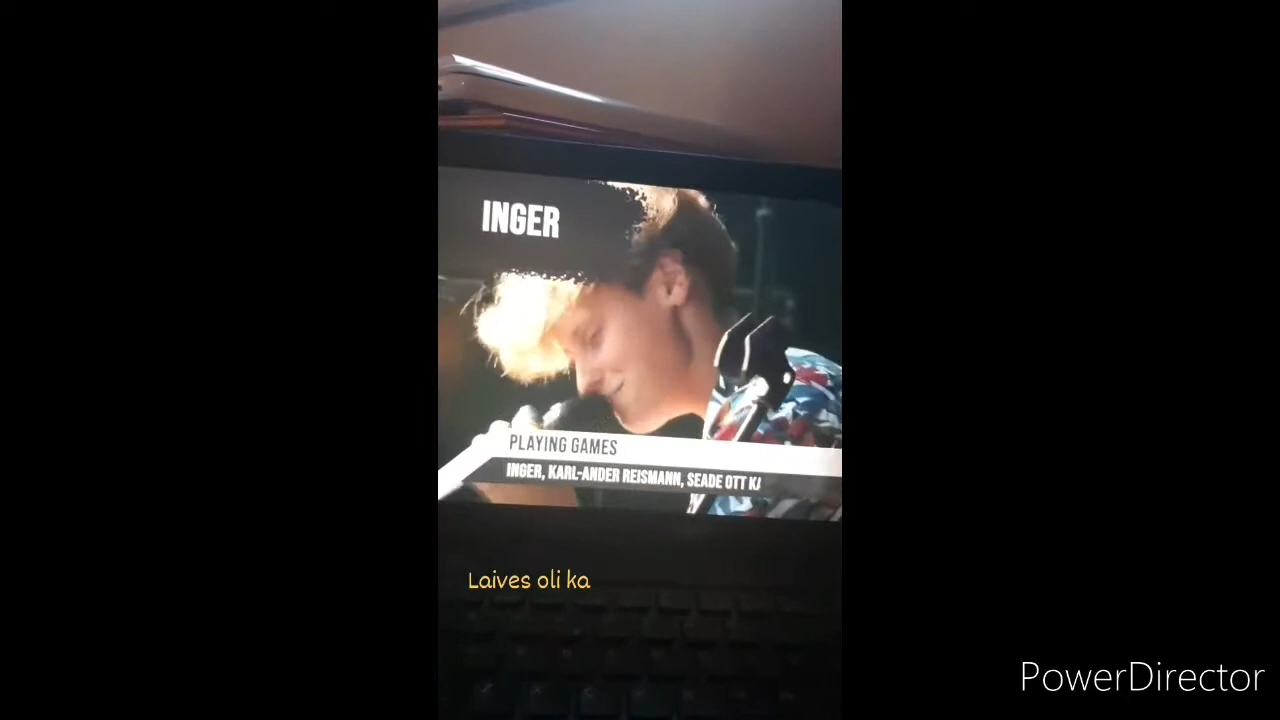 INGER
PLAYING GAMES
INGER, KARL-ANDER REISMANN, SEADE OTT
Laives oli ka
PowerDirector